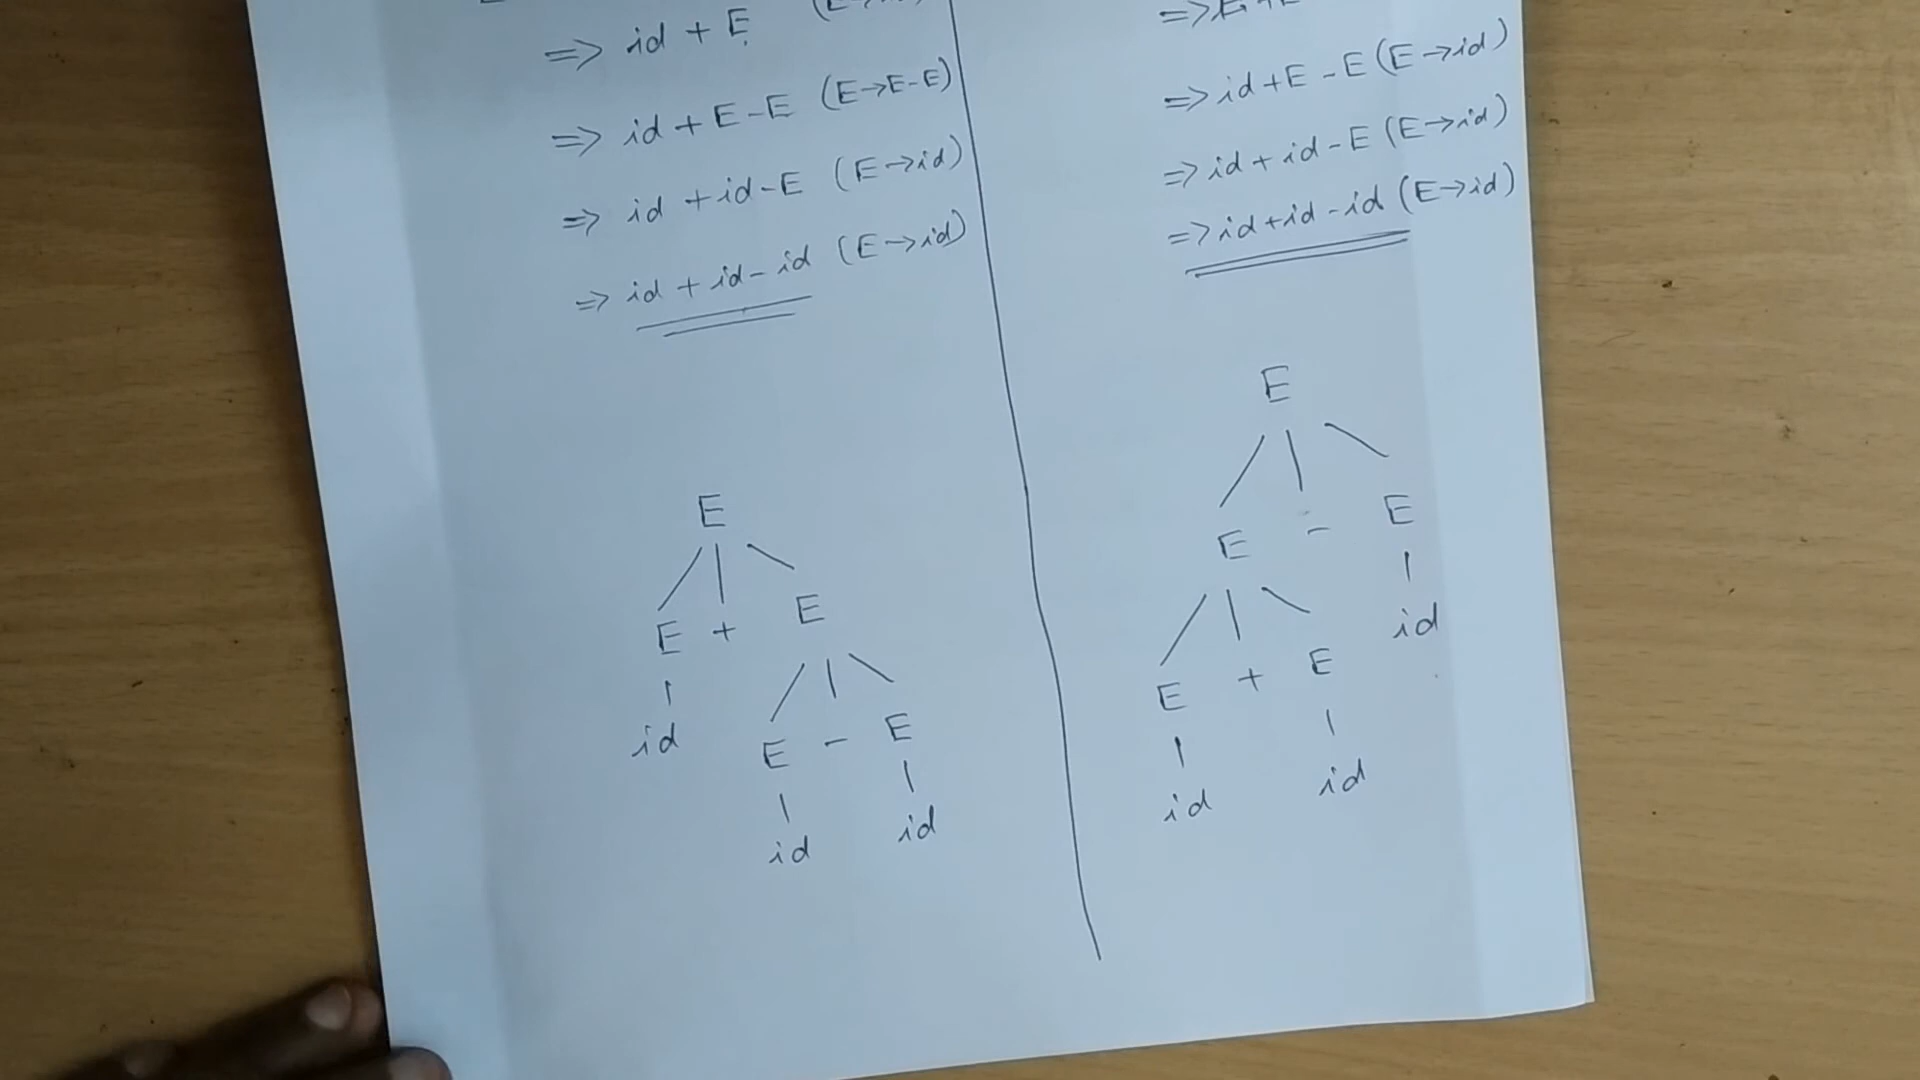 => id + E
=> id + E - E (E->E-E)
=> id + id - E (E->id)
=> id + id - id (E->id)
E
E + E
id
E - E
id id
=> id + E - E (E->id)
=> id + id - E (E->id)
=> id + id - id (E->id)
E
E - E
id
E + E
id id